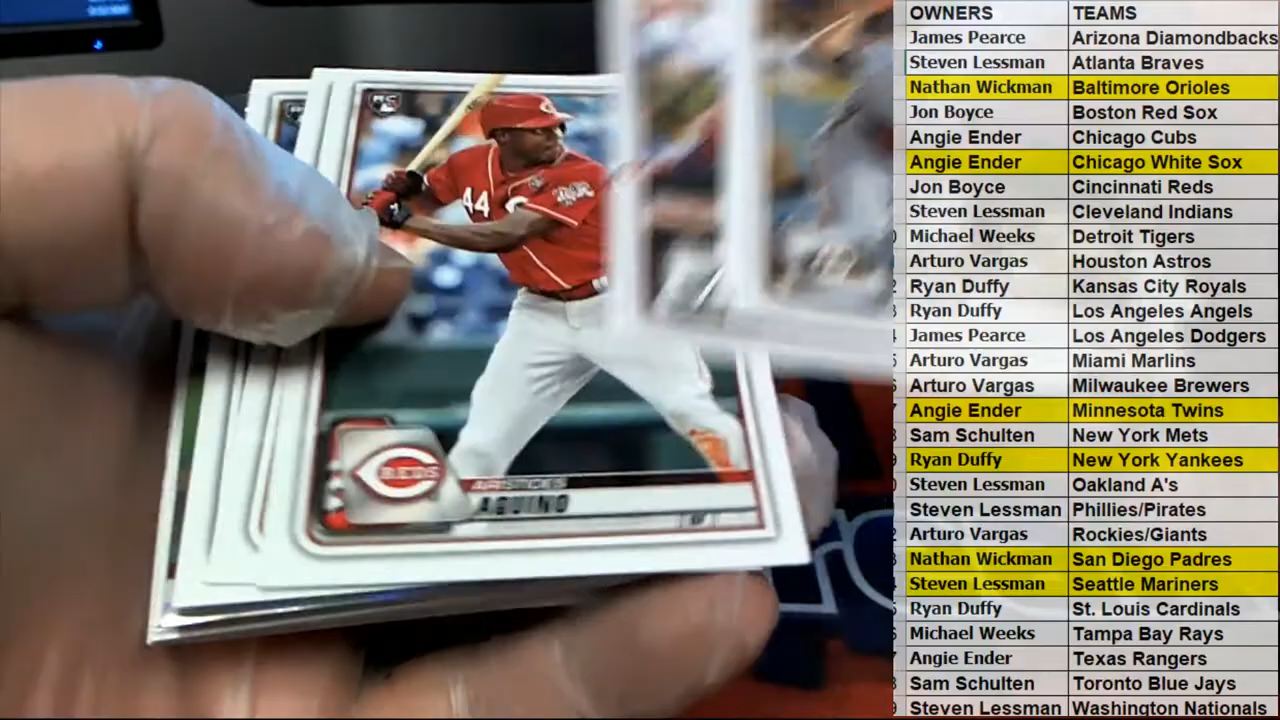 OWNERS TEAMS
James Pearce Arizona Diamondbacks
Steven Lessman Atlanta Braves
Nathan Wickman Baltimore Orioles
Jon Boyce Boston Red Sox
Angie Ender Chicago Cubs
Angie Ender Chicago White Sox
Jon Boyce Cincinnati Reds
Steven Lessman Cleveland Indians
Michael Weeks Detroit Tigers
Arturo Vargas Houston Astros
Ryan Duffy Kansas City Royals
Ryan Duffy Los Angeles Angels
James Pearce Los Angeles Dodgers
Arturo Vargas Miami Marlins
Arturo Vargas Milwaukee Brewers
Angie Ender Minnesota Twins
Sam Schulten New York Mets
Ryan Duffy New York Yankees
Steven Lessman Oakland A's
Steven Lessman Phillies/Pirates
Arturo Vargas Rockies/Giants
Nathan Wickman San Diego Padres
Steven Lessman Seattle Mariners
Ryan Duffy St. Louis Cardinals
Michael Weeks Tampa Bay Rays
Angie Ender Texas Rangers
Sam Schulten Toronto Blue Jays
Steven Lessman Washington Nationals
44
REDS
ARISTIDES
AQUINO